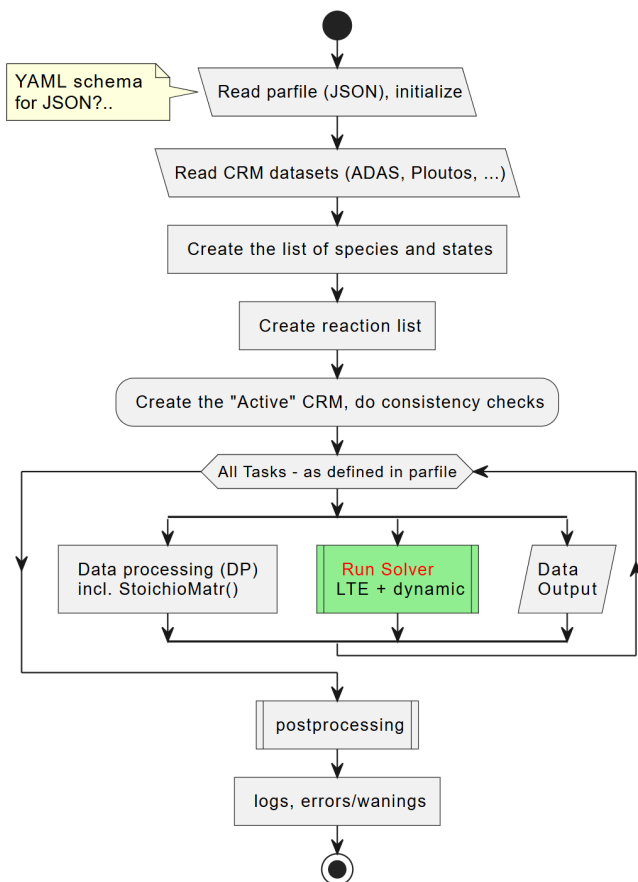 YAML schema
for JSON?..
Read parfile (JSON), initialize
Read CRM datasets (ADAS, Ploutos, ...)
Create the list of species and states
Create reaction list
Create the "Active" CRM, do consistency checks
All Tasks - as defined in parfile
Data processing (DP)
incl. StoichioMatr()
Run Solver
LTE + dynamic
Data
Output
postprocessing
logs, errors/wanings